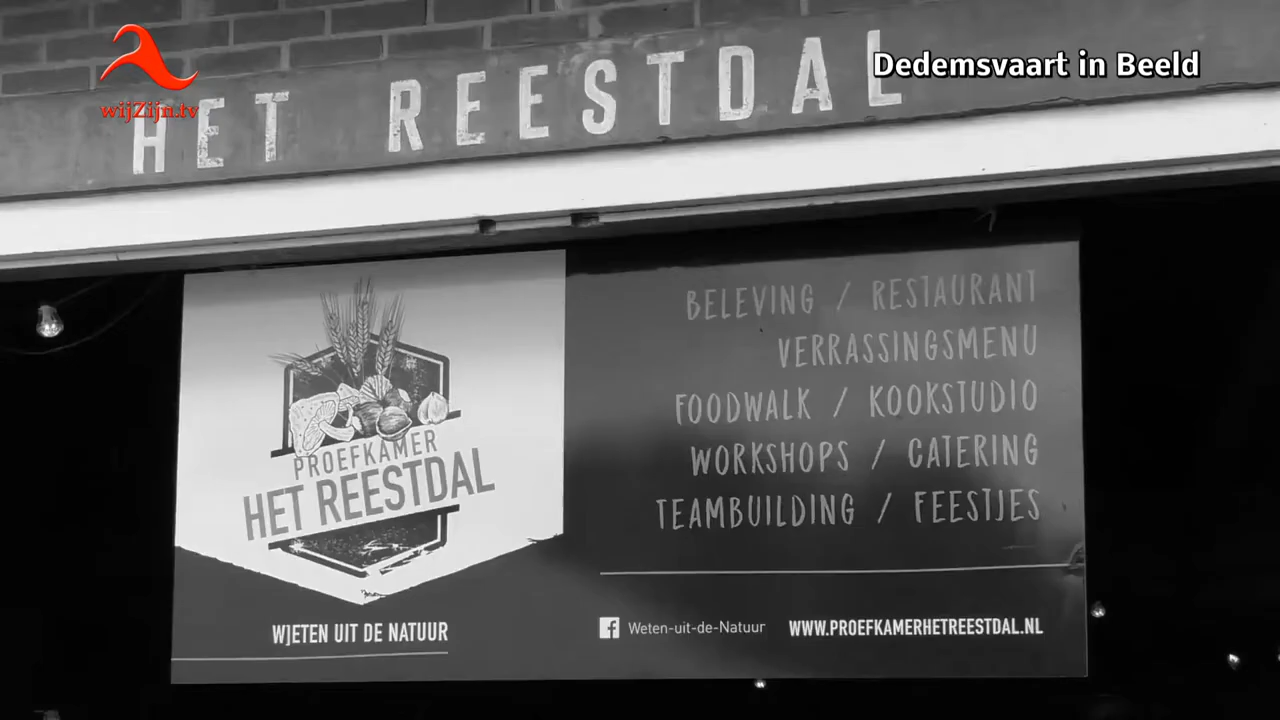 wijZijn.tv
Dedemsvaart in Beeld
HET REESTDAL
PROEFKAMER
HET REESTDAL
W]ETEN UIT DE NATUUR
BELEVING / RESTAURANT
VERRASSINGSMENU
FOODWALK / KOOKSTUDIO
WORKSHOPS / CATERING
TEAMBUILDING / FEESTJES
Weten-uit-de-Natuur
WWW.PROEFKAMERHETREESTDAL.NL